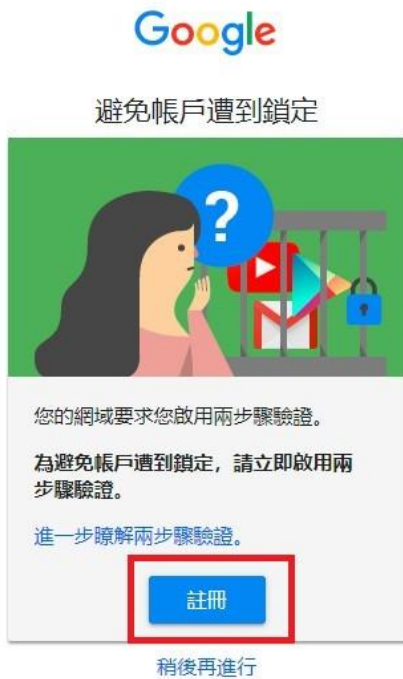 Google
避免帳戶遭到鎖定
?
您的網域要求您啟用兩步驟驗證。
為避免帳戶遭到鎖定，請立即啟用兩
步驟驗證。
進一步瞭解兩步驟驗證。
註冊
稍後再進行